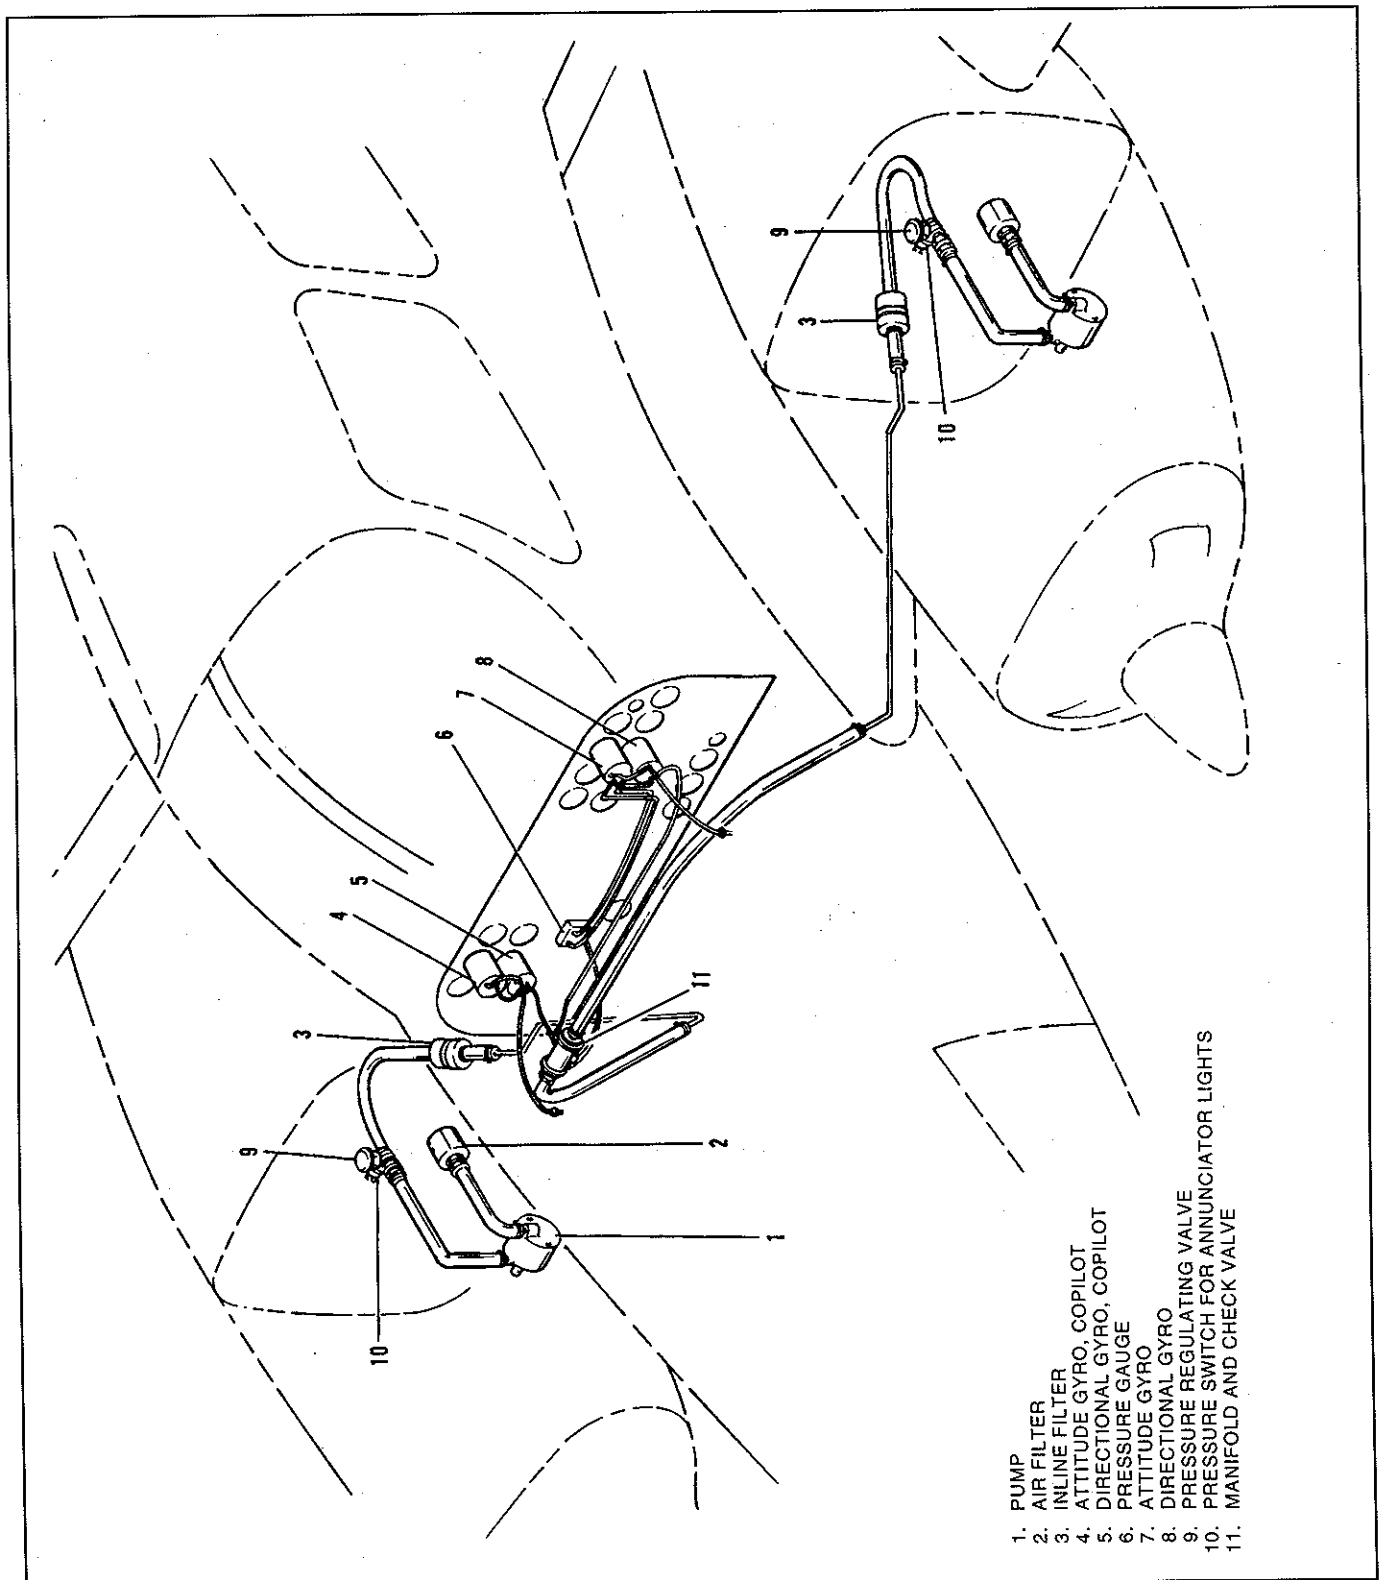 3
9
10
3
9
10
4
5
6
7
8
11
2
1
1. PUMP
2. AIR FILTER
3. INLINE FILTER
4. ATTITUDE GYRO, COPILOT
5. DIRECTIONAL GYRO, COPILOT
6. PRESSURE GAUGE
7. ATTITUDE GYRO
8. DIRECTIONAL GYRO
9. PRESSURE REGULATING VALVE
10. PRESSURE SWITCH FOR ANNUNCIATOR LIGHTS
11. MANIFOLD AND CHECK VALVE